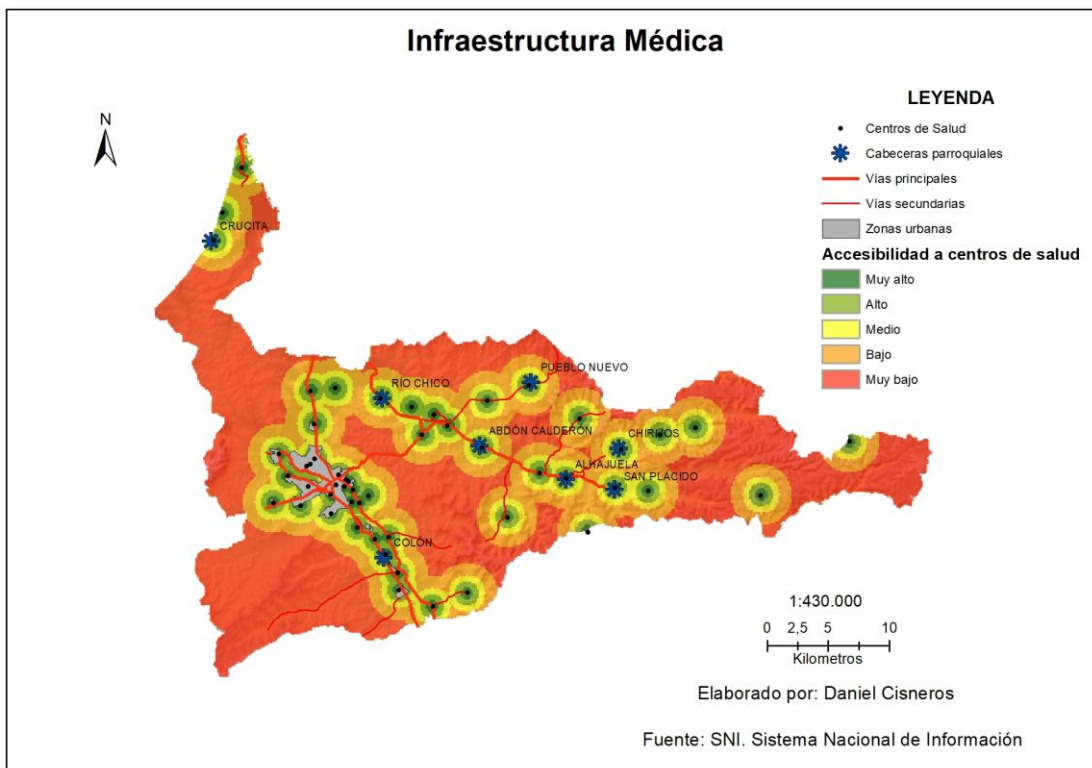 Infraestructura Médica
N
LEYENDA
Centros de Salud
Cabeceras parroquiales
Vías principales
Vías secundarias
Zonas urbanas
Accesibilidad a centros de salud
Muy alto
Alto
Medio
Bajo
Muy bajo
CRUCITA
PUEBLO NUEVO
RÍO CHICO
ABDÓN CALDERÓN
CHIRIJOS
ALHAJUELA
SAN PLÁCIDO
COLÓN
1:430.000
0 2,5 5 10
Kilometros
Elaborado por: Daniel Cisneros
Fuente: SNI. Sistema Nacional de Información